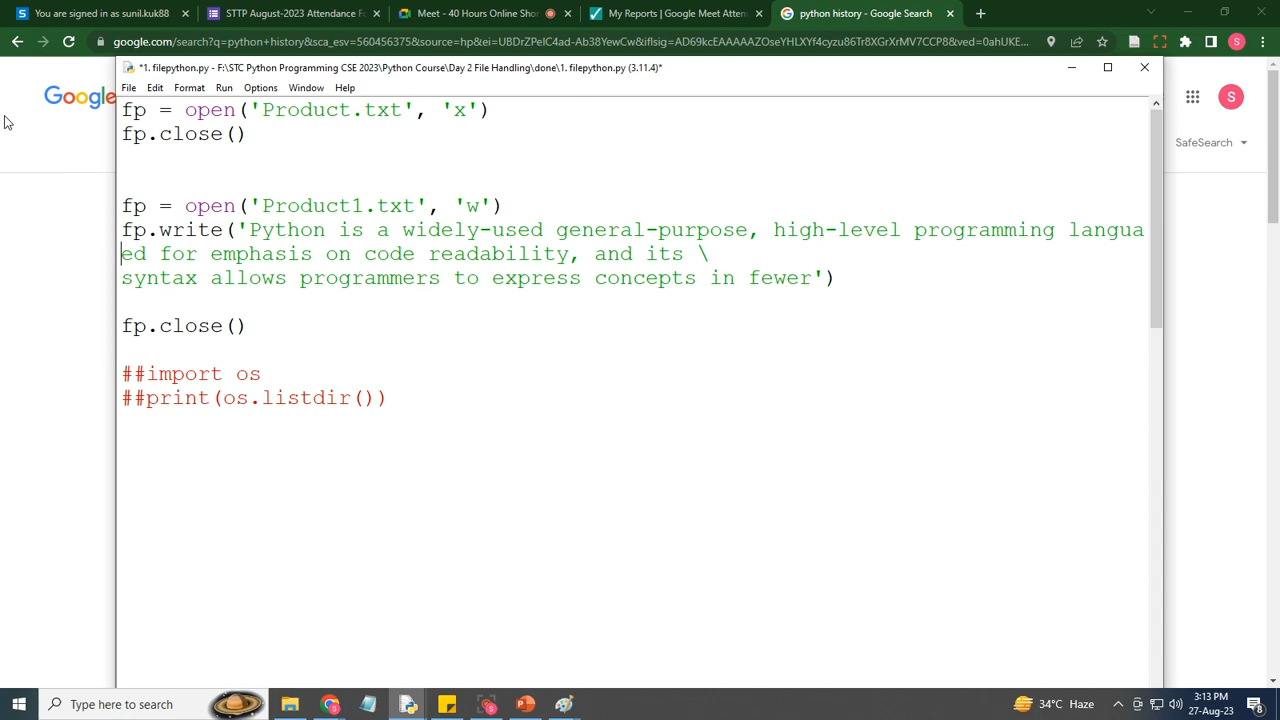 You are signed in as sunil.kuk88
STTP August-2023 Attendance F
Meet - 40 Hours Online Shor
My Reports | Google Meet Atten
python history - Google Search
google.com/search?q=python+history&sca_esv=560456375&source=hp&ei=UBDrZPeIC4ad-Ab38YewCw&iflsig=AD69kcEAAAAAZOseYHLXYf4cyzu86Tr8XGrXrMV7CCP8&ved=0ahUKE...
*1. filepython.py - F:\STC Python Programming CSE 2023\Python Course\Day 2 File Handling\done\1. filepython.py (3.11.4)*
File Edit Format Run Options Window Help
Google
S
SafeSearch
fp = open('Product.txt', 'x')
fp.close()
fp = open('Product1.txt', 'w')
fp.write('Python is a widely-used general-purpose, high-level programming langua
ed for emphasis on code readability, and its \
syntax allows programmers to express concepts in fewer')
fp.close()
##import os
##print(os.listdir())
Type here to search
34°C Haze
3:13 PM
27-Aug-23
8